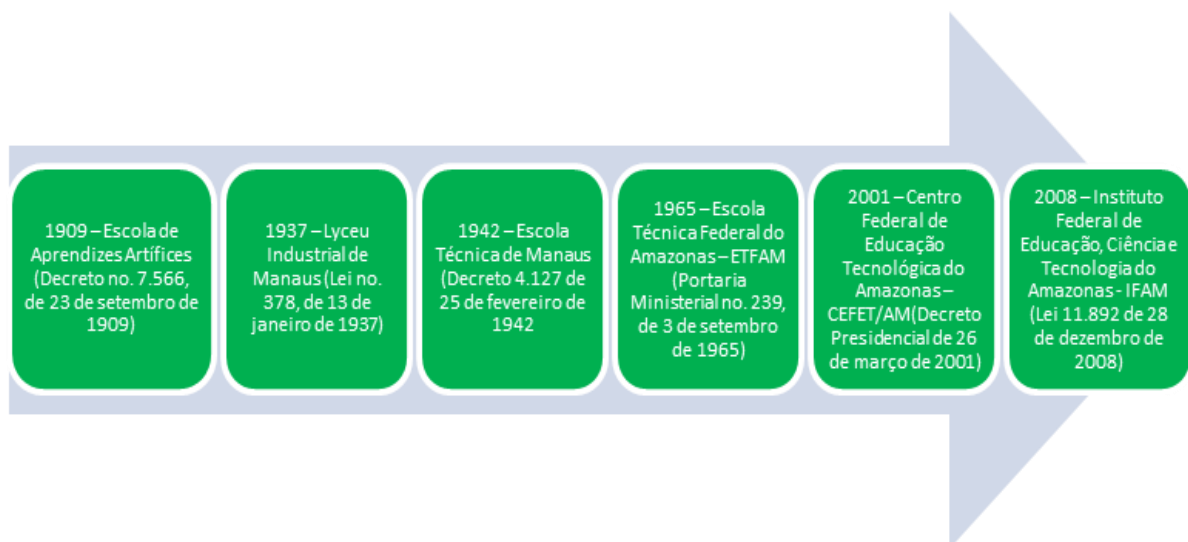 1909 – Escola de
Aprendizes Artífices
(Decreto no. 7.566,
de 23 de setembro de
1909)
1937 – Lyceu
Industrial de
Manaus (Lei no.
378, de 13 de
janeiro de 1937)
1942 – Escola
Técnica de Manaus
(Decreto 4.127 de
25 de fevereiro de
1942
1965 – Escola
Técnica Federal do
Amazonas – ETFAM
(Portaria
Ministerial no. 239,
de 3 de setembro
de 1965)
2001 – Centro
Federal de
Educação
Tecnológica do
Amazonas –
CEFET/AM(Decreto
Presidencial de 26
de março de 2001)
2008 – Instituto
Federal de
Educação, Ciência e
Tecnologia do
Amazonas - IFAM
(Lei 11.892 de 28
de dezembro de
2008)